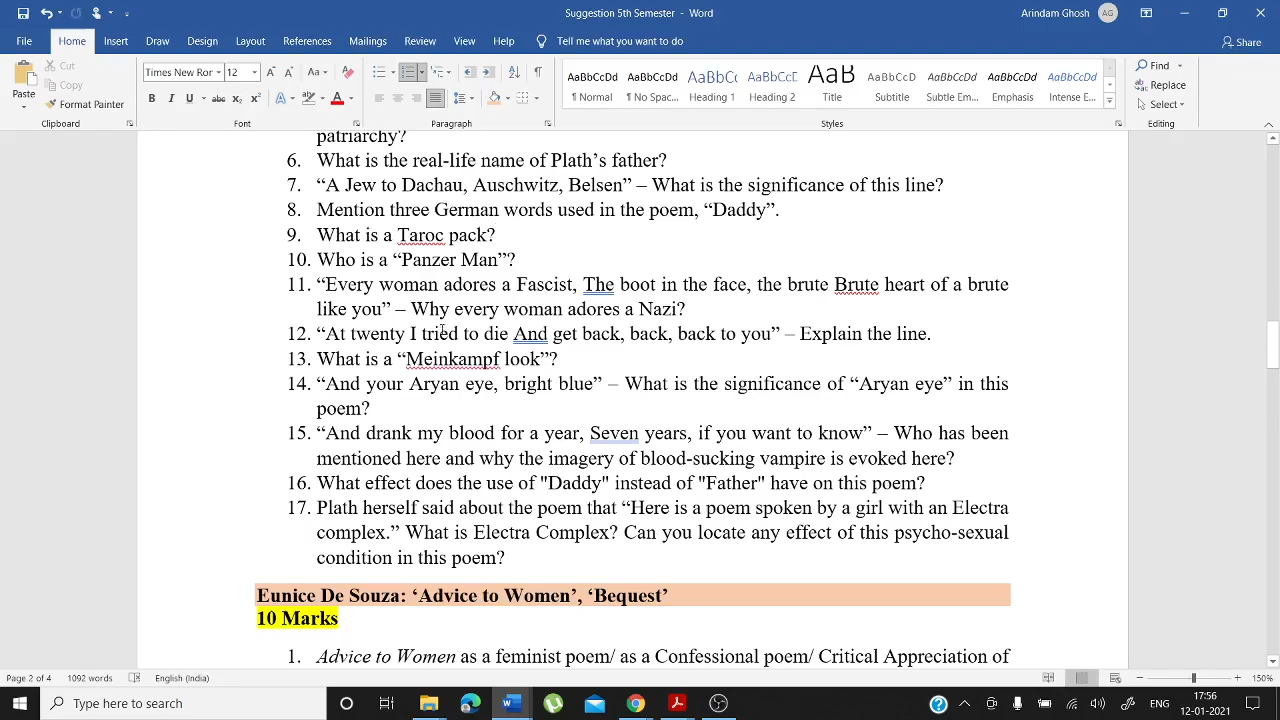 Suggestion 5th Semester - Word
Arindam Ghosh AG
File Home Insert Draw Design Layout References Mailings Review View Help Tell me what you want to do Share
Paste Cut Copy Format Painter
Times New Ror 12 Aa
B I U ab x₂ x² A A
AaBbCcDd AaBbCcDd AaBbCc AaBbCcC AaB AaBbCcD AaBbCcDd AaBbCcDd AaBbCcDd
¶ Normal ¶ No Spac... Heading 1 Heading 2 Title Subtitle Subtle Em... Emphasis Intense E...
Find Replace Select
Clipboard Font Paragraph Styles Editing
patriarchy?
6. What is the real-life name of Plath’s father?
7. “A Jew to Dachau, Auschwitz, Belsen” – What is the significance of this line?
8. Mention three German words used in the poem, “Daddy”.
9. What is a Taroc pack?
10. Who is a “Panzer Man”?
11. “Every woman adores a Fascist, The boot in the face, the brute Brute heart of a brute
like you” – Why every woman adores a Nazi?
12. “At twenty I tried to die And get back, back, back to you” – Explain the line.
13. What is a “Meinkampf look”?
14. “And your Aryan eye, bright blue” – What is the significance of “Aryan eye” in this
poem?
15. “And drank my blood for a year, Seven years, if you want to know” – Who has been
mentioned here and why the imagery of blood-sucking vampire is evoked here?
16. What effect does the use of "Daddy" instead of "Father" have on this poem?
17. Plath herself said about the poem that “Here is a poem spoken by a girl with an Electra
complex.” What is Electra Complex? Can you locate any effect of this psycho-sexual
condition in this poem?
Eunice De Souza: ‘Advice to Women’, ‘Bequest’
10 Marks
1. Advice to Women as a feminist poem/ as a Confessional poem/ Critical Appreciation of
Page 2 of 4 1092 words English (India) 150%
Type here to search
17:56
12-01-2021